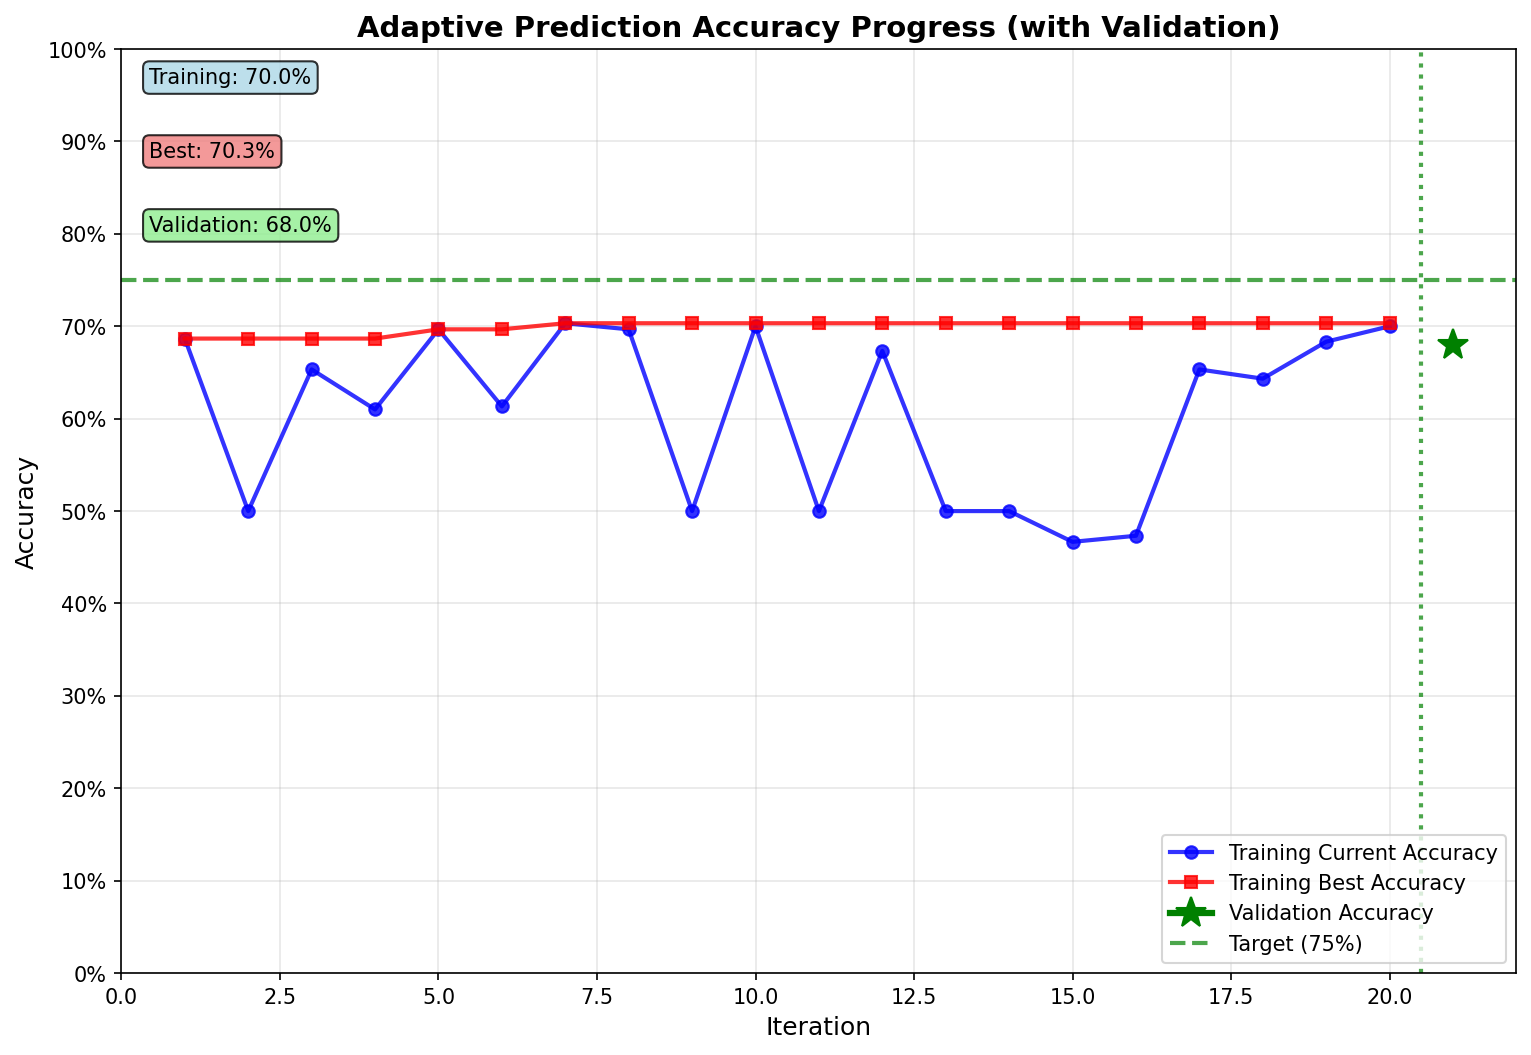 Adaptive Prediction Accuracy Progress (with Validation)
100%
90%
80%
70%
60%
50%
40%
30%
20%
10%
0%
Accuracy
Training: 70.0%
Best: 70.3%
Validation: 68.0%
Training Current Accuracy
Training Best Accuracy
Validation Accuracy
Target (75%)
0.0 2.5 5.0 7.5 10.0 12.5 15.0 17.5 20.0
Iteration